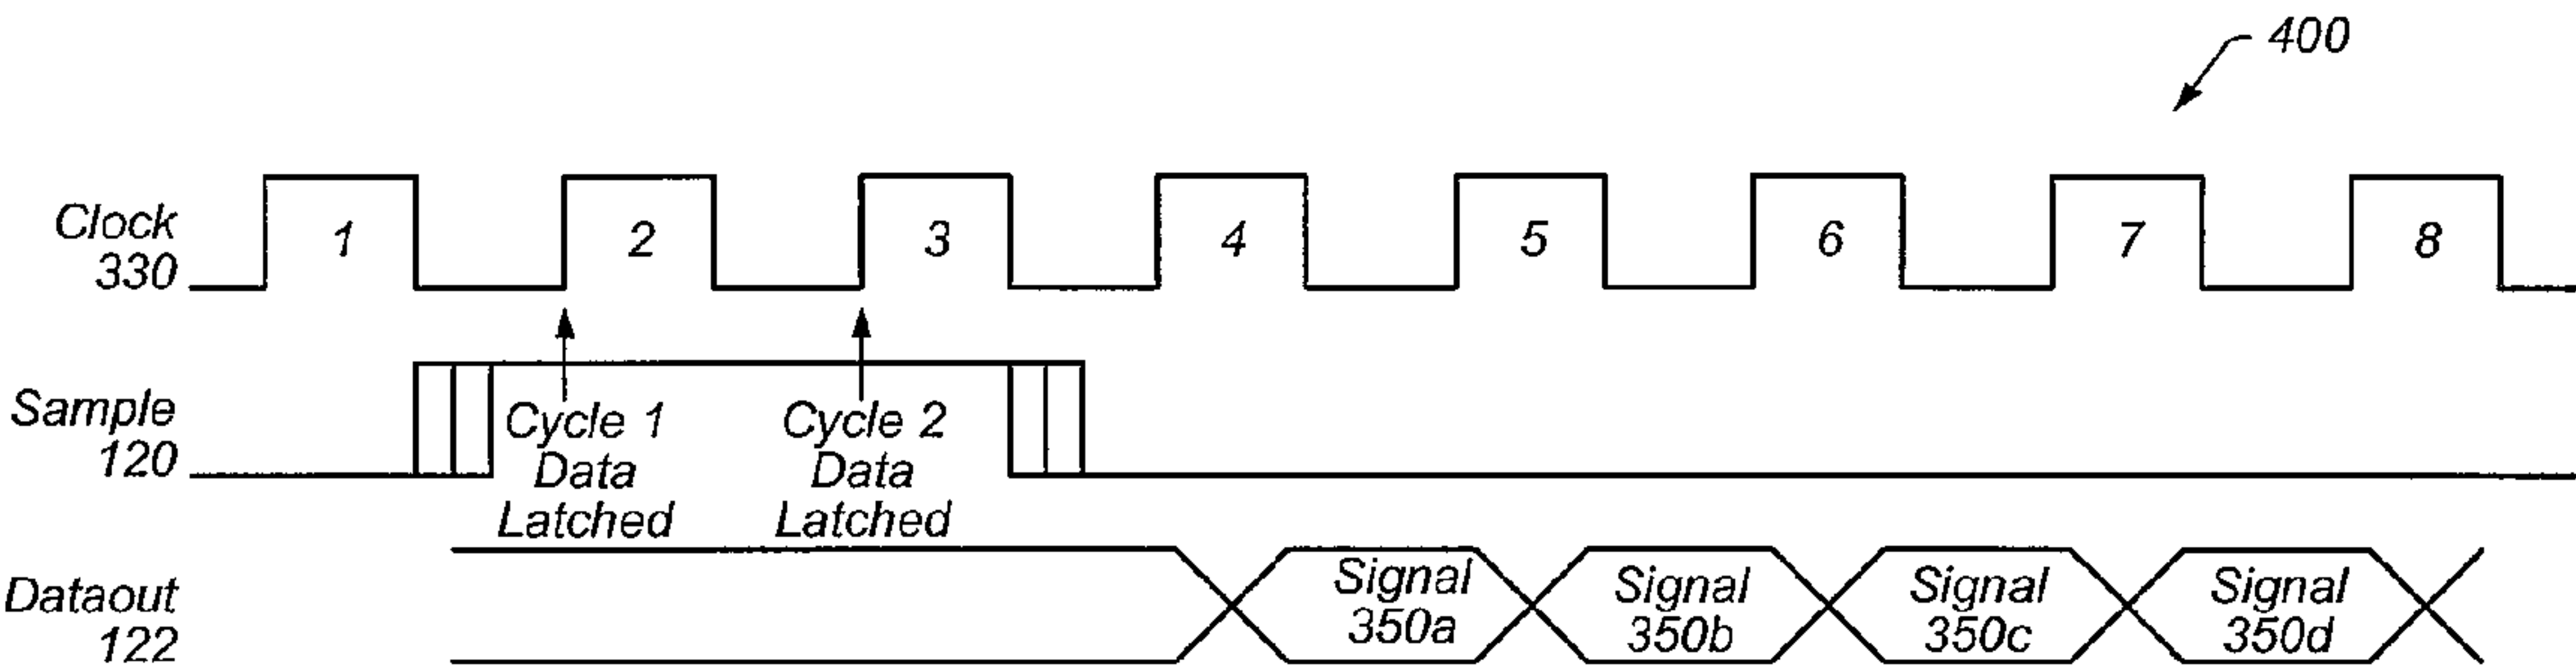 400
Clock
330
1 2 3 4 5 6 7 8
Sample
120
Cycle 1
Data
Latched
Cycle 2
Data
Latched
Dataout
122
Signal
350a
Signal
350b
Signal
350c
Signal
350d